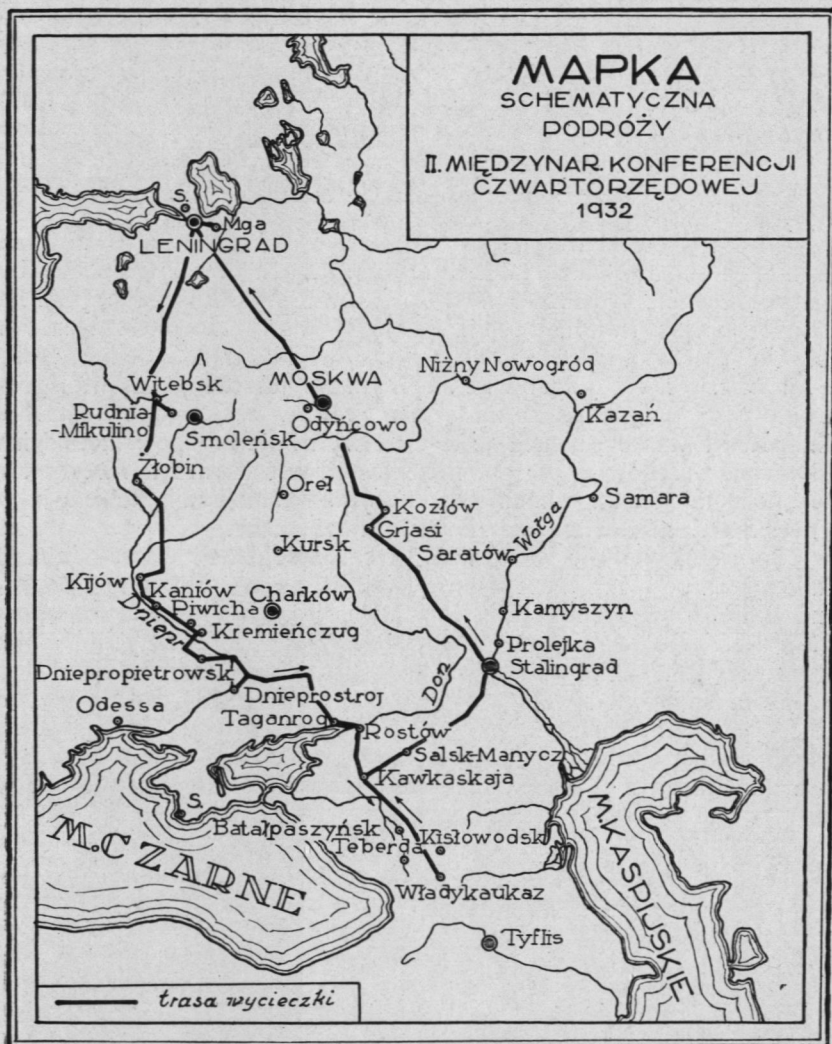 MAPKA
SCHEMATYCZNA
PODRÓŻY
II. MIĘDZYNAR. KONFERENCJI
CZWARTORZĘDOWEJ
1932
S.
Mga
LENINGRAD
Witebsk
MOSKWA
Niżny Nowogród
Rudnia-
-Mikulino
Smoleńsk
Odyńcowo
Kazań
Żłobin
Oreł
Kozłów
Samara
Grjasi
Wołga
Kursk
Saratów
Kijów
Kaniów
Charków
Kamyszyn
Piwicha
Dniepr
Kremieńczug
Prolejka
Stalingrad
Dniepropietrowsk
Don
Dnieprostroj
Odessa
Taganrog
Rostów
Salsk-Manycz
Kawkaskaja
S.
M. CZARNE
Batałpaszyńsk
Kisłowodsk
Teberda
M. KASPIJSKIE
Władykaukaz
Tyflis
trasa wycieczki